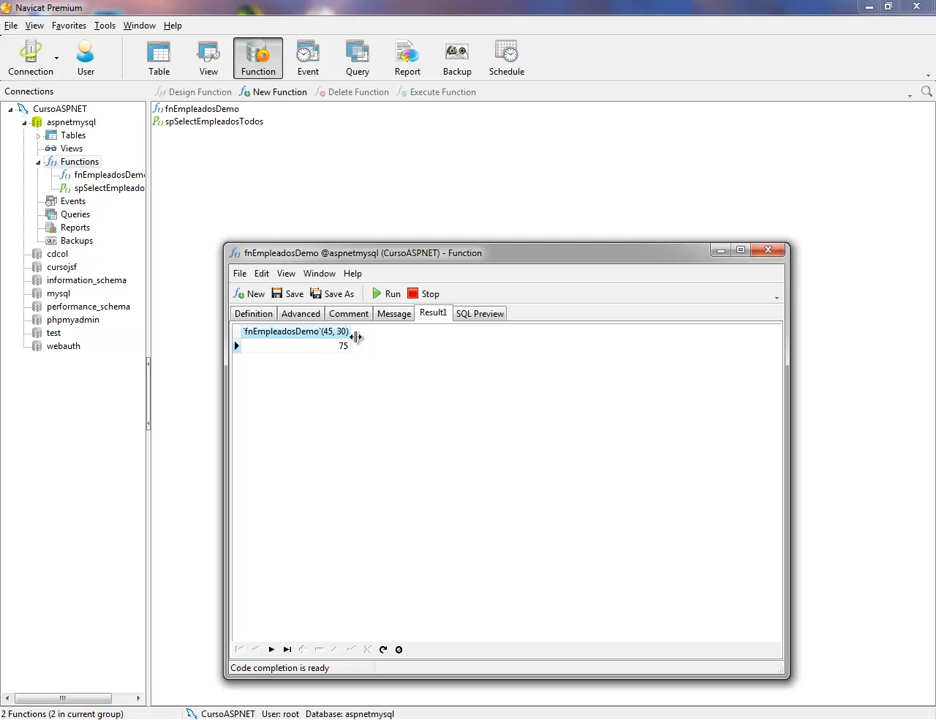 Navicat Premium
File View Favorites Tools Window Help
Connection User Table View Function Event Query Report Backup Schedule
Connections Design Function New Function Delete Function Execute Function
CursoASPNET
aspnetmysql
Tables
Views
Functions
fnEmpleadosDemo
spSelectEmpleado
Events
Queries
Reports
Backups
cdcol
cursojsf
information_schema
mysql
performance_schema
phpmyadmin
test
webauth
fnEmpleadosDemo
spSelectEmpleadosTodos
fnEmpleadosDemo @aspnetmysql (CursoASPNET) - Function
File Edit View Window Help
New Save Save As Run Stop
Definition Advanced Comment Message Result1 SQL Preview
`fnEmpleadosDemo`(45, 30)
75
Code completion is ready
2 Functions (2 in current group) CursoASPNET User: root Database: aspnetmysql